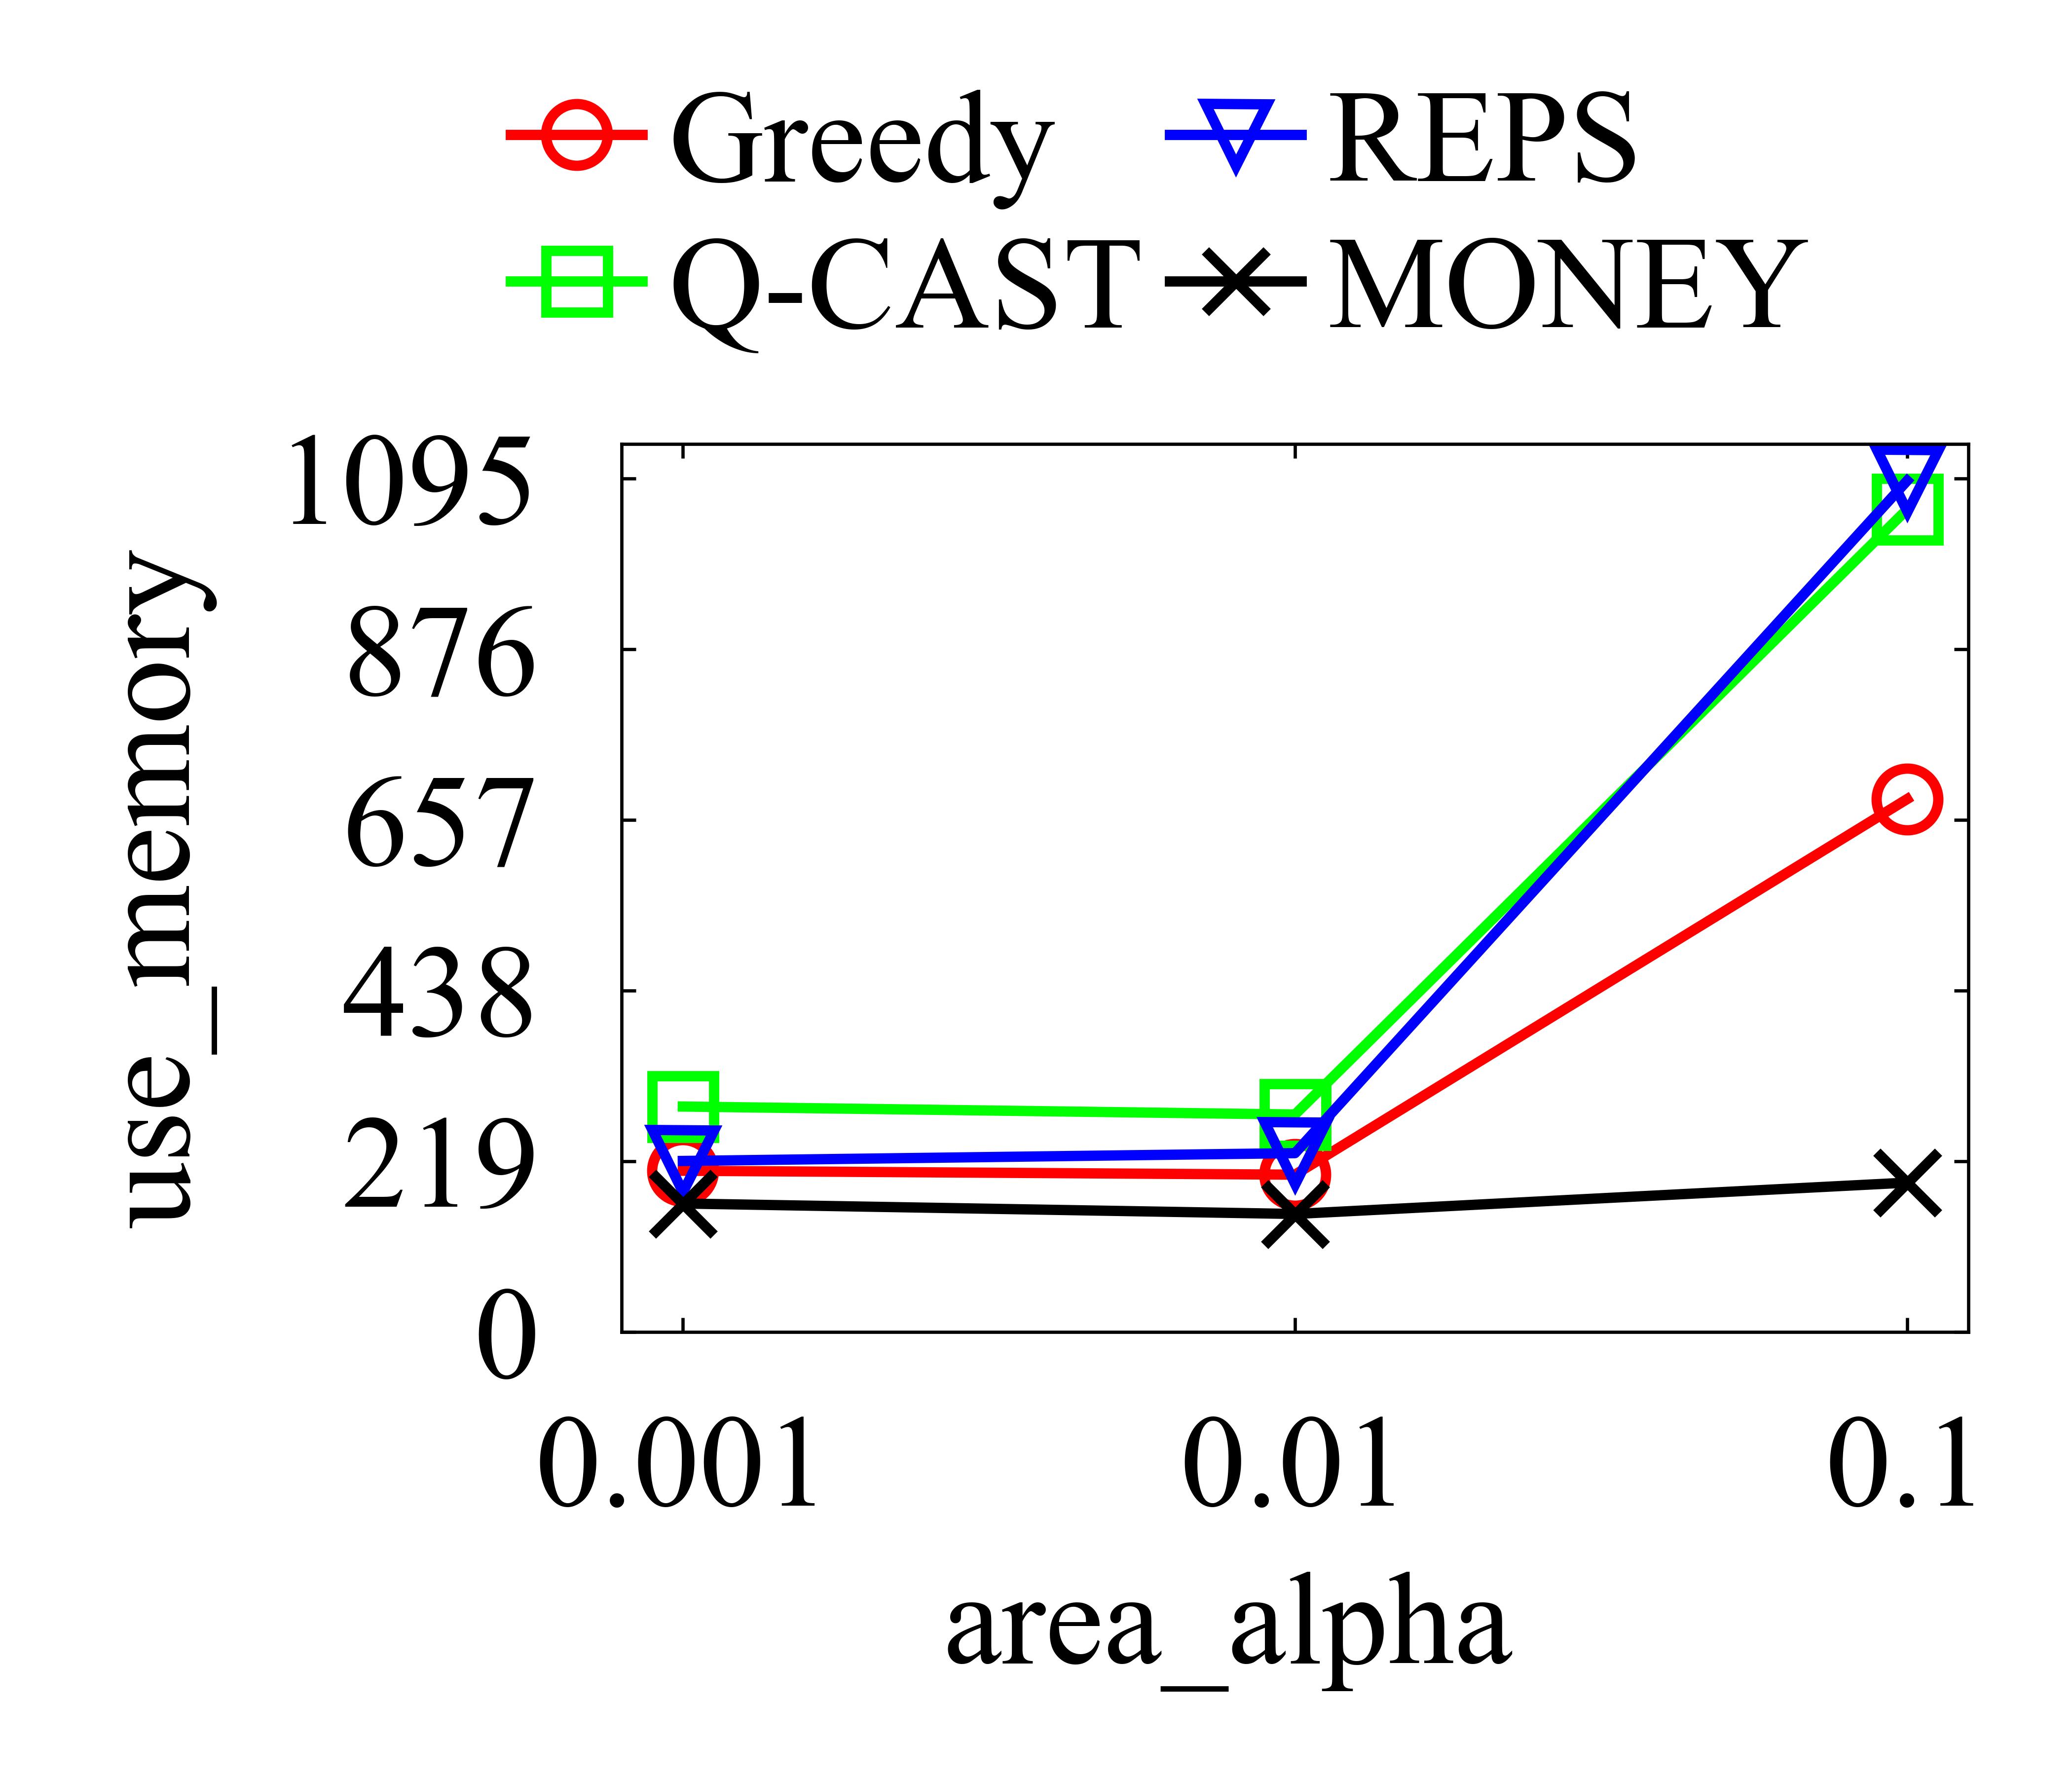 Greedy REPS
Q-CAST MONEY
1095
876
657
438
219
0
use_memory
0.001 0.01 0.1
area_alpha